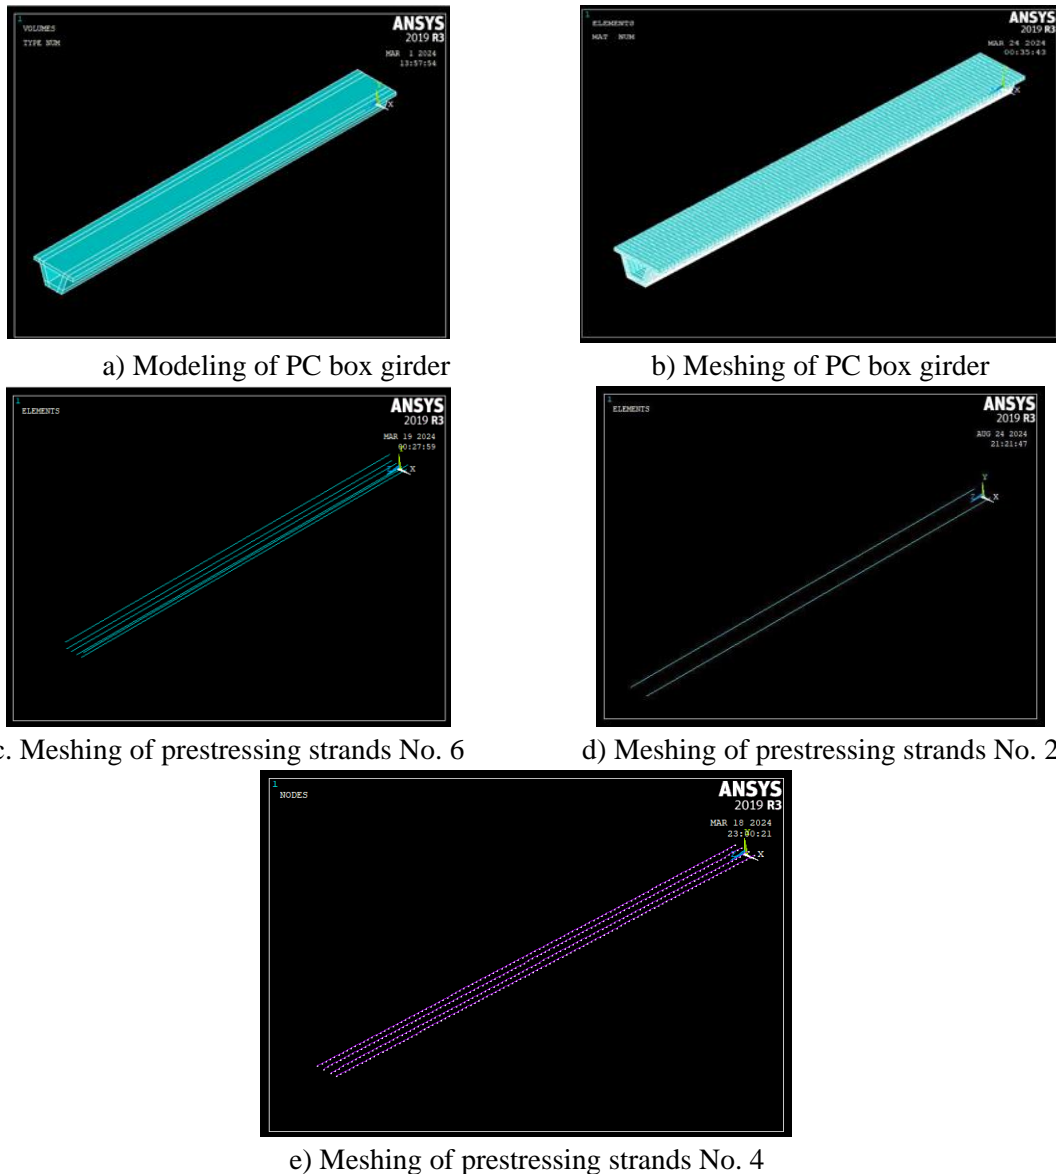 1
VOLUMES
TYPE NUM
ANSYS
2019 R3
MAR 1 2024
13:57:54
X
1
ELEMENTS
MAT NUM
ANSYS
2019 R3
MAR 24 2024
00:35:43
X
a) Modeling of PC box girder
b) Meshing of PC box girder
1
ELEMENTS
ANSYS
2019 R3
MAR 19 2024
00:27:59
X
1
ELEMENTS
ANSYS
2019 R3
AUG 24 2024
21:21:47
Y
Z X
c. Meshing of prestressing strands No. 6
d) Meshing of prestressing strands No. 2
1
NODES
ANSYS
2019 R3
MAR 18 2024
X
e) Meshing of prestressing strands No. 4